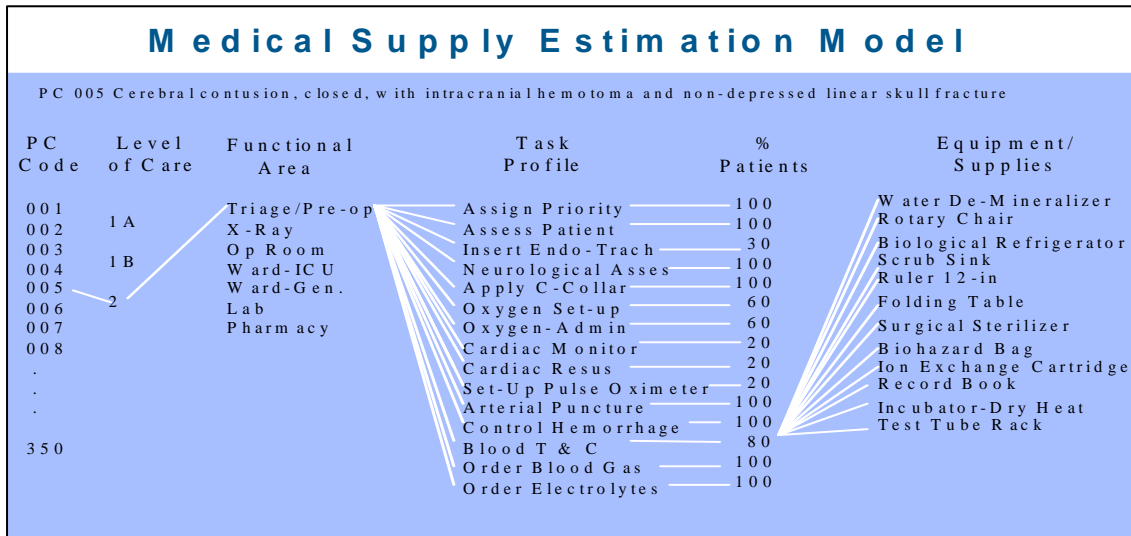 Medical Supply Estimation Model
PC 005 Cerebral contusion, closed, with intracranial hemotoma and non-depressed linear skull fracture
PC Code
Level of Care
Functional Area
Task Profile
% Patients
Equipment/ Supplies
001
002
003
004
005
006
007
008
.
.
.
350
1A
1B
2
Triage/Pre-op
X-Ray
Op Room
Ward-ICU
Ward-Gen.
Lab
Pharmacy
Assign Priority
Assess Patient
Insert Endo-Trach
Neurological Asses
Apply C-Collar
Oxygen Set-up
Oxygen-Admin
Cardiac Monitor
Cardiac Resus
Set-Up Pulse Oximeter
Arterial Puncture
Control Hemorrhage
Blood T & C
Order Blood Gas
Order Electrolytes
100
100
30
100
100
60
60
20
20
20
100
100
80
100
100
Water De-Mineralizer
Rotary Chair
Biological Refrigerator
Scrub Sink
Ruler 12-in
Folding Table
Surgical Sterilizer
Biohazard Bag
Ion Exchange Cartridge
Record Book
Incubator-Dry Heat
Test Tube Rack